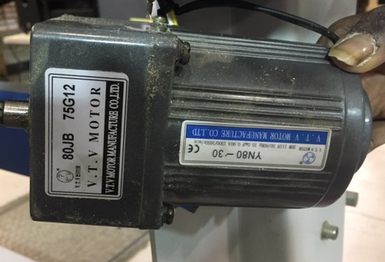 80JB 75G12
V.T.V MOTOR
V.T.V MOTOR MANUFACTURE CO.,LTD.
V.T.V MOTOR MANUFACTURE CO.,LTD
YN80-30